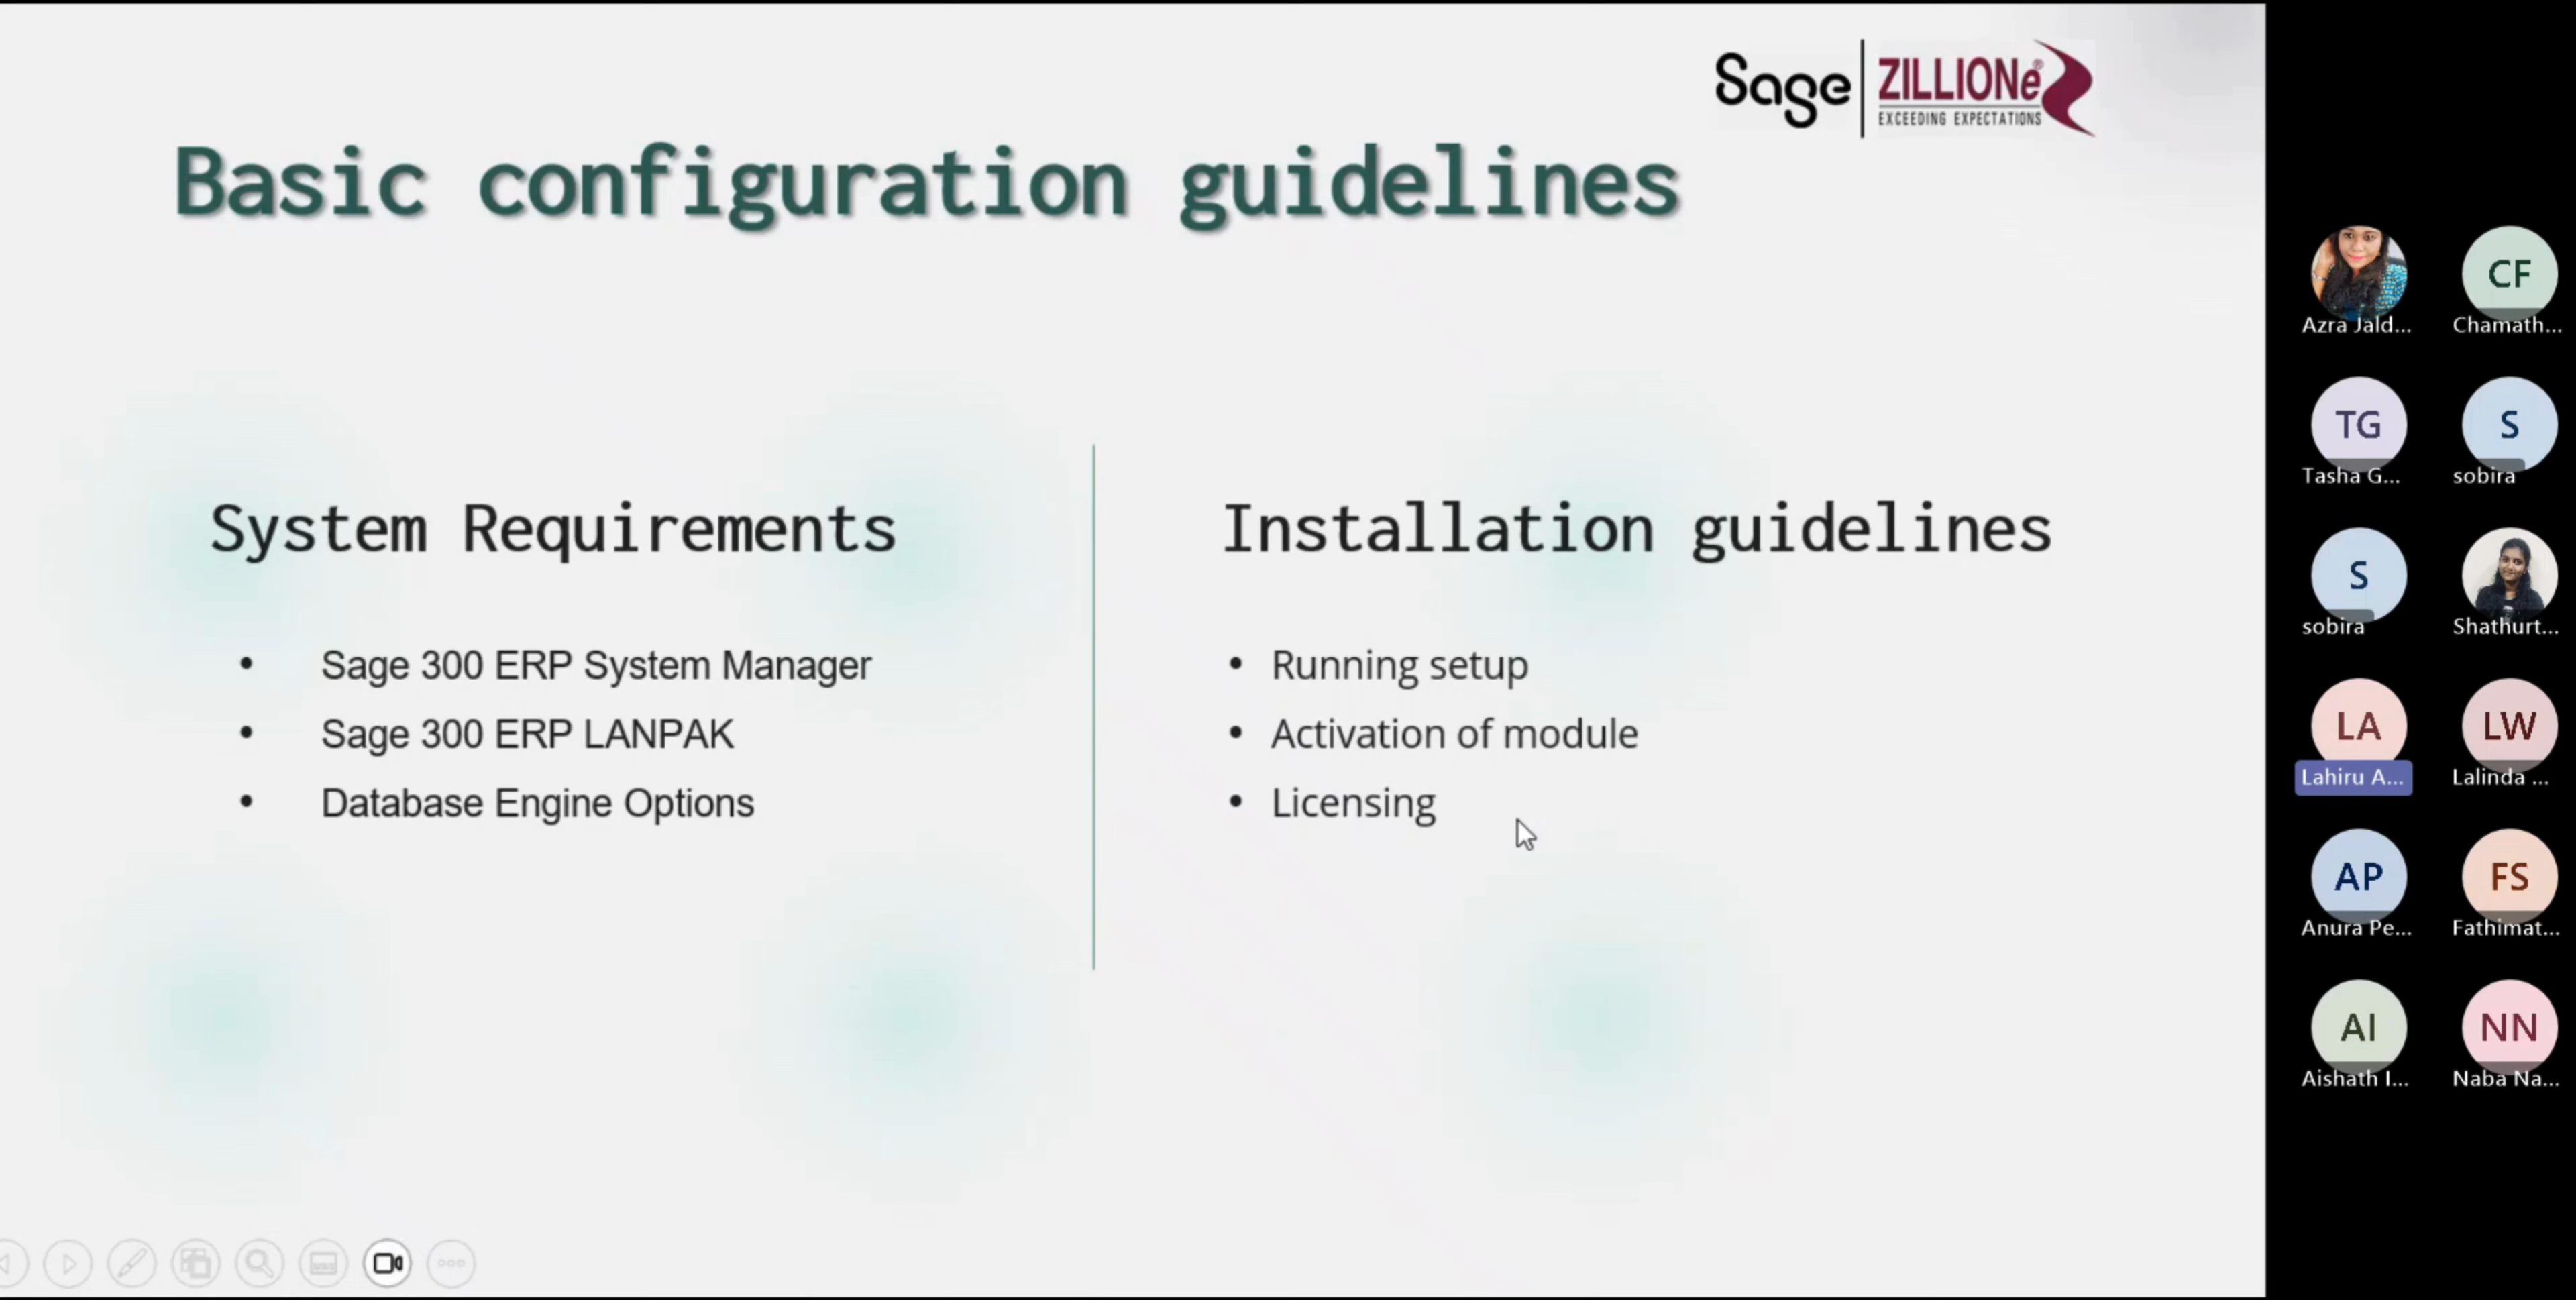 Sage
ZILLIONe®
EXCEEDING EXPECTATIONS
Basic configuration guidelines
System Requirements
• Sage 300 ERP System Manager
• Sage 300 ERP LANPAK
• Database Engine Options
Installation guidelines
• Running setup
• Activation of module
• Licensing
Azra Jald...
CF
Chamath...
TG
Tasha G...
S
sobira
S
sobira
Shathurt...
LA
Lahiru A...
LW
Lalinda ...
AP
Anura Pe...
FS
Fathimat...
AI
Aishath I...
NN
Naba Na...